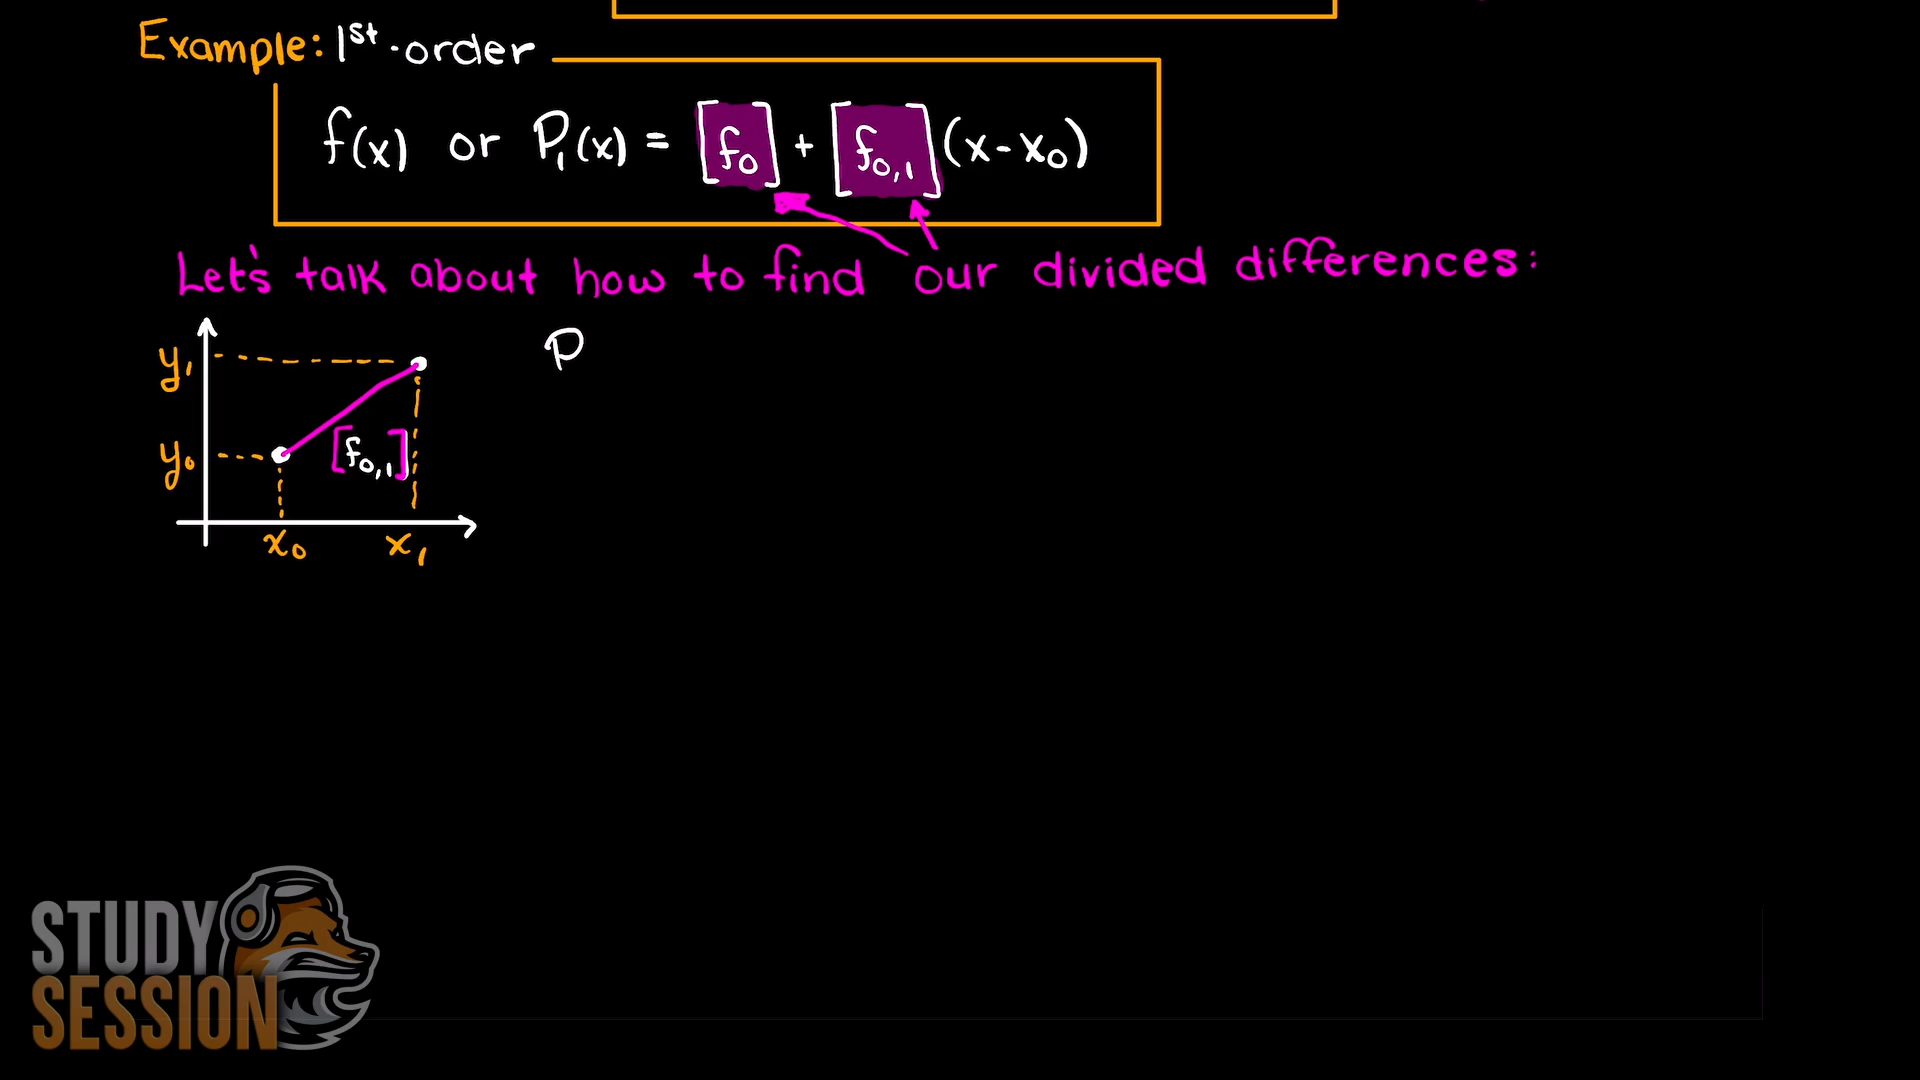 Example: 1st-order
f(x) or P₁(x) = [f₀] + [f₀,₁](x-x₀)
Let's talk about how to find our divided differences:
y₁
P
y₀
[f₀,₁]
x₀ x₁
STUDY
SESSION